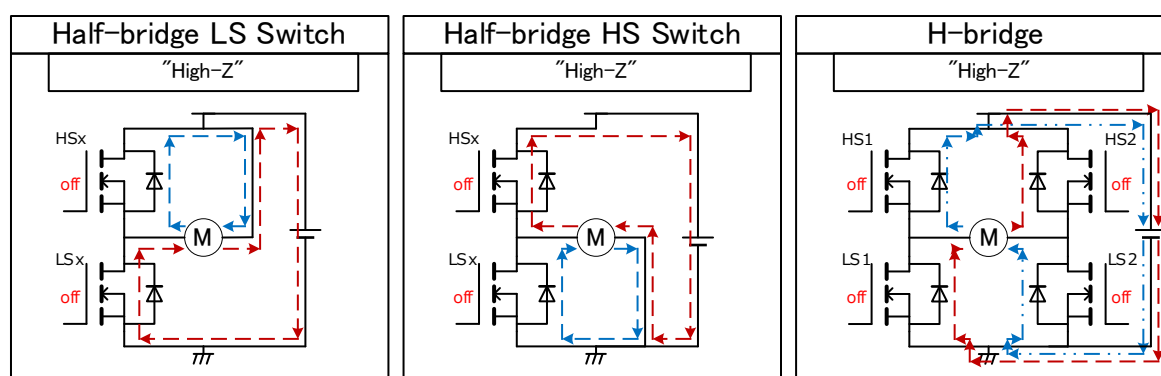 Half-bridge LS Switch
"High-Z"
HSx
off
M
LSx
off
Half-bridge HS Switch
"High-Z"
HSx
off
M
LSx
off
H-bridge
"High-Z"
HS1
HS2
off
off
M
LS1
LS2
off
off